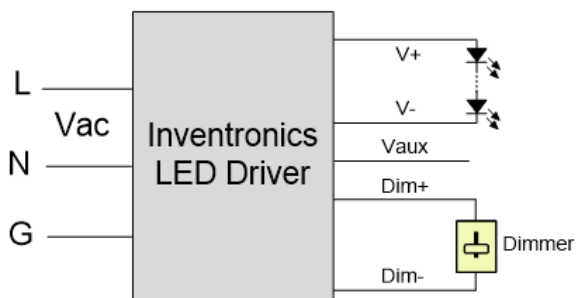 L
Vac
N
G
Inventronics
LED Driver
V+
V-
Vaux
Dim+
Dimmer
Dim-